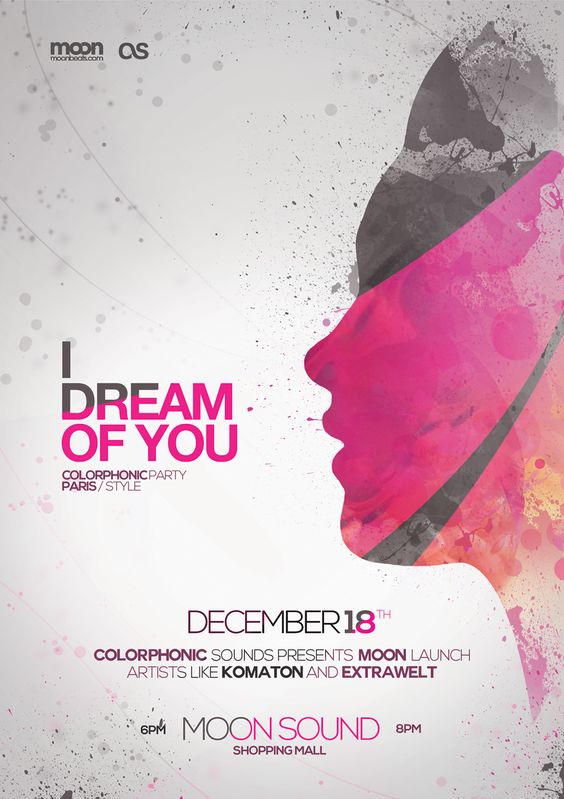 moon
moonbeats.com
as
I
DREAM
OF YOU
COLORPHONIC PARTY
PARIS / STYLE
DECEMBER 18TH
COLORPHONIC SOUNDS PRESENTS MOON LAUNCH
ARTISTS LIKE KOMATON AND EXTRAWELT
6PM MOON SOUND 8PM
SHOPPING MALL